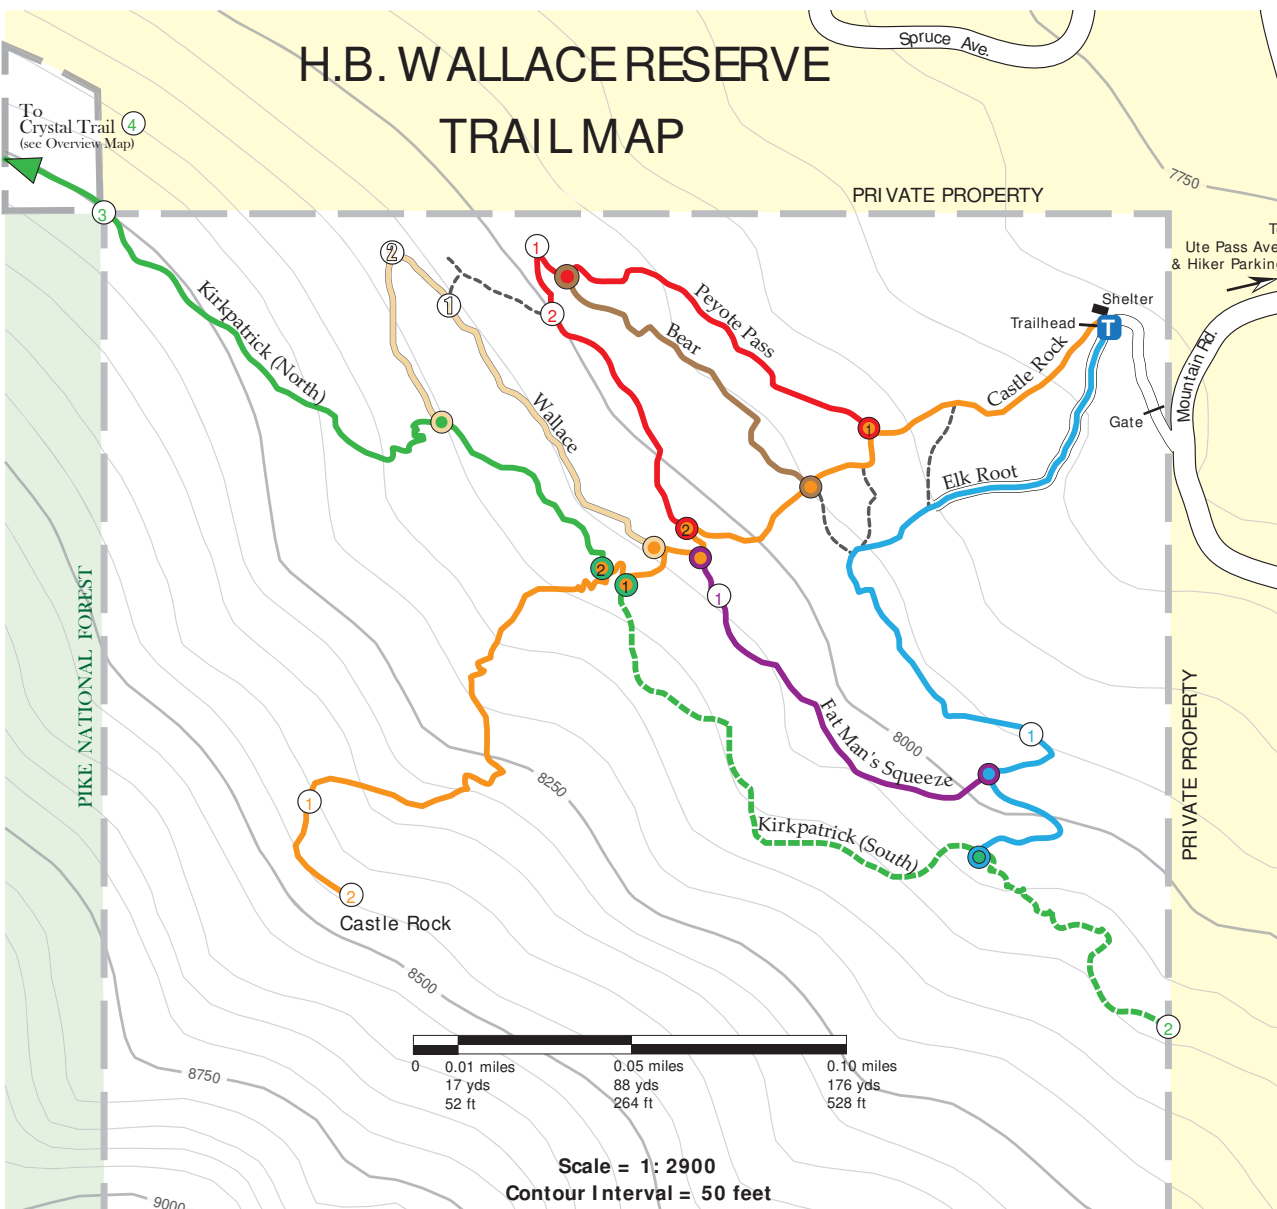 H.B. WALLACE RESERVE
TRAIL MAP
Spruce Ave.
To
Crystal Trail 4
(see Overview Map)
7750
PRIVATE PROPERTY
3
Ute Pass Ave
& Hiker Parking
2
1
1
Kirkpatrick (North)
1
2
Peyote Pass
Bear
Shelter
Trailhead
T
Castle Rock
Mountain Rd.
Gate
Wallace
1
Elk Root
2
2
1
1
PIKE NATIONAL FOREST
PRIVATE PROPERTY
Fat Man's Squeeze
8000
1
8250
1
Kirkpatrick (South)
2
Castle Rock
8500
2
0
0.01 miles
0.05 miles
0.10 miles
17 yds
88 yds
176 yds
52 ft
264 ft
528 ft
8750
Scale = 1: 2900
Contour Interval = 50 feet
9000